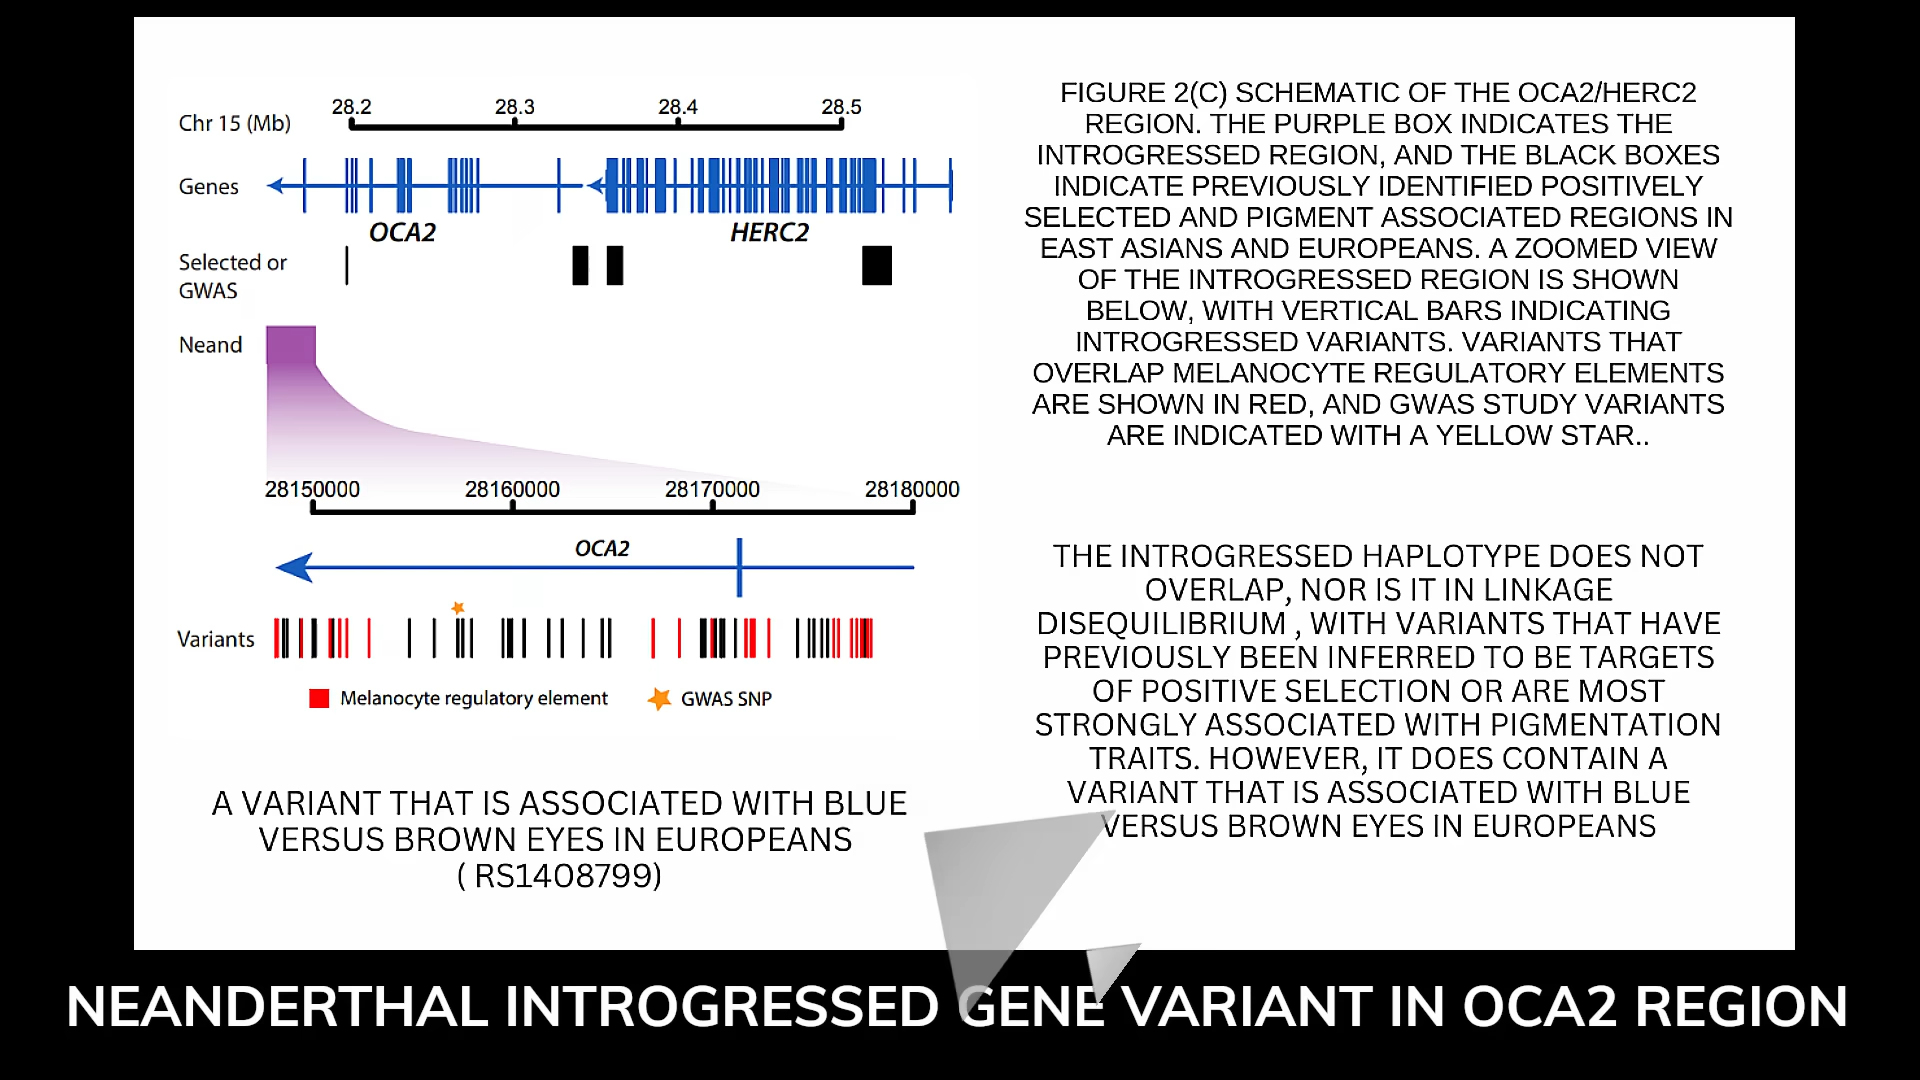 28.2 28.3 28.4 28.5
Chr 15 (Mb)
Genes
OCA2 HERC2
Selected or
GWAS
Neand
28150000 28160000 28170000 28180000
OCA2
Variants
Melanocyte regulatory element GWAS SNP
A VARIANT THAT IS ASSOCIATED WITH BLUE
VERSUS BROWN EYES IN EUROPEANS
( RS1408799)
FIGURE 2(C) SCHEMATIC OF THE OCA2/HERC2
REGION. THE PURPLE BOX INDICATES THE
INTROGRESSED REGION, AND THE BLACK BOXES
INDICATE PREVIOUSLY IDENTIFIED POSITIVELY
SELECTED AND PIGMENT ASSOCIATED REGIONS IN
EAST ASIANS AND EUROPEANS. A ZOOMED VIEW
OF THE INTROGRESSED REGION IS SHOWN
BELOW, WITH VERTICAL BARS INDICATING
INTROGRESSED VARIANTS. VARIANTS THAT
OVERLAP MELANOCYTE REGULATORY ELEMENTS
ARE SHOWN IN RED, AND GWAS STUDY VARIANTS
ARE INDICATED WITH A YELLOW STAR..
THE INTROGRESSED HAPLOTYPE DOES NOT
OVERLAP, NOR IS IT IN LINKAGE
DISEQUILIBRIUM , WITH VARIANTS THAT HAVE
PREVIOUSLY BEEN INFERRED TO BE TARGETS
OF POSITIVE SELECTION OR ARE MOST
STRONGLY ASSOCIATED WITH PIGMENTATION
TRAITS. HOWEVER, IT DOES CONTAIN A
VARIANT THAT IS ASSOCIATED WITH BLUE
VERSUS BROWN EYES IN EUROPEANS
NEANDERTHAL INTROGRESSED GENE VARIANT IN OCA2 REGION